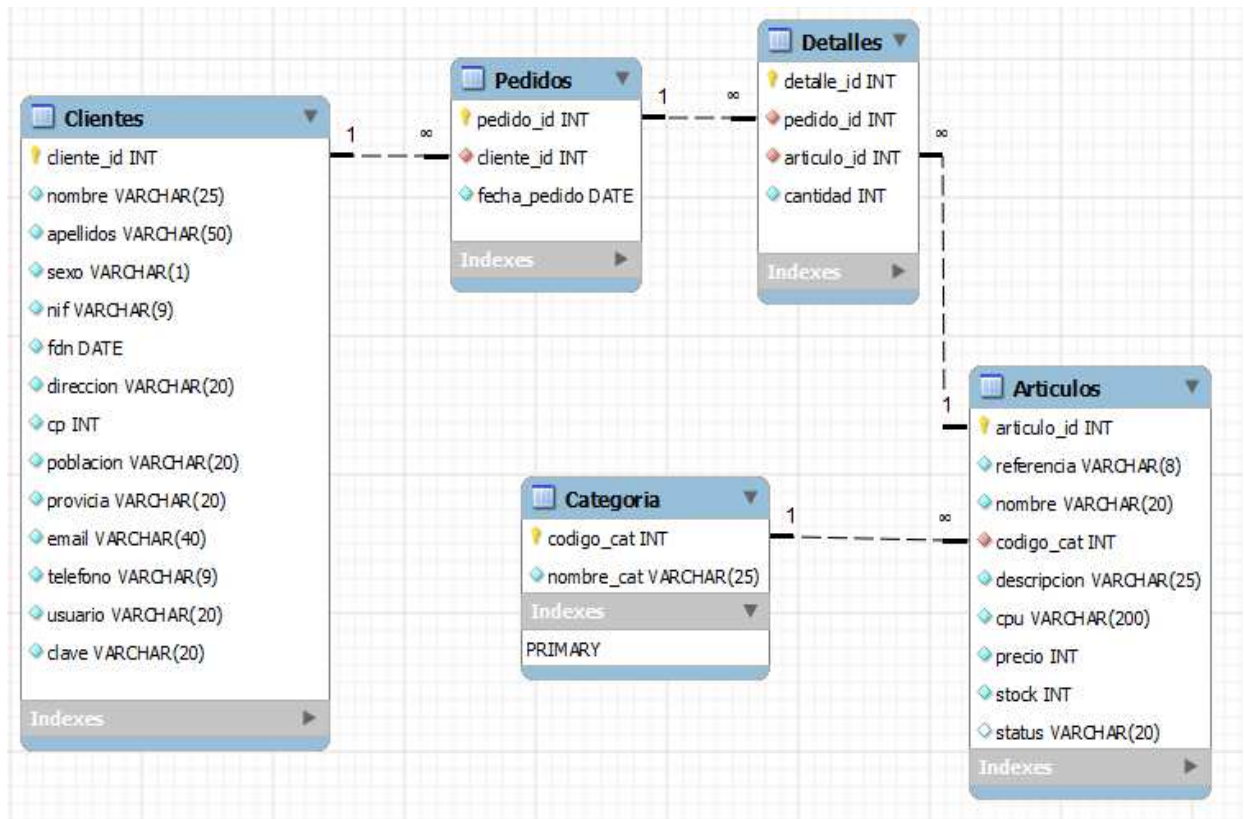 Clientes
cliente_id INT
nombre VARCHAR(25)
apellidos VARCHAR(50)
sexo VARCHAR(1)
nif VARCHAR(9)
fdn DATE
direccion VARCHAR(20)
cp INT
poblacion VARCHAR(20)
provicia VARCHAR(20)
email VARCHAR(40)
telefono VARCHAR(9)
usuario VARCHAR(20)
clave VARCHAR(20)
Indexes
1
∞
Pedidos
pedido_id INT
cliente_id INT
fecha_pedido DATE
Indexes
1
∞
Detalles
detalle_id INT
pedido_id INT
articulo_id INT
cantidad INT
Indexes
∞
1
Categoria
codigo_cat INT
nombre_cat VARCHAR(25)
Indexes
PRIMARY
1
∞
Articulos
articulo_id INT
referencia VARCHAR(8)
nombre VARCHAR(20)
codigo_cat INT
descripcion VARCHAR(25)
cpu VARCHAR(200)
precio INT
stock INT
status VARCHAR(20)
Indexes